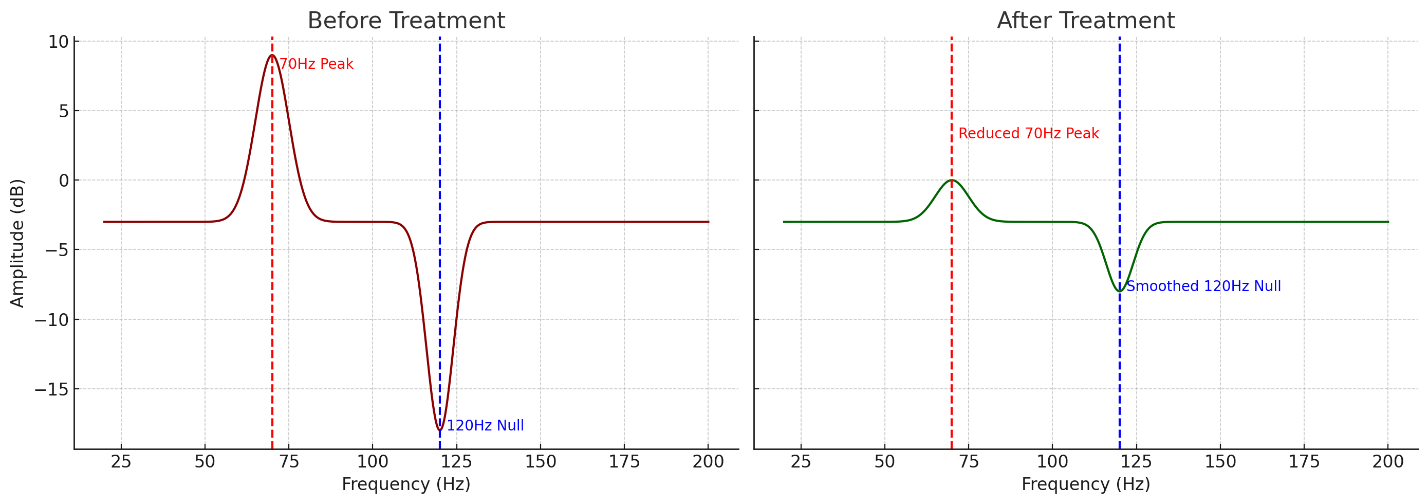 Before Treatment
10
5
0
−5
−10
−15
Amplitude (dB)
70Hz Peak
120Hz Null
25 50 75 100 125 150 175 200
Frequency (Hz)
After Treatment
Reduced 70Hz Peak
Smoothed 120Hz Null
25 50 75 100 125 150 175 200
Frequency (Hz)